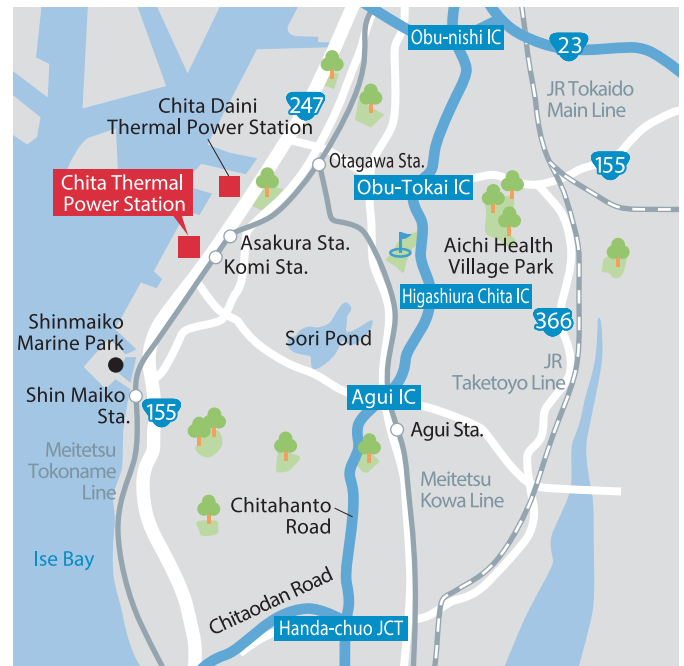 Obu-nishi IC
23
JR Tokaido
Main Line
Chita Daini
Thermal Power Station
247
Otagawa Sta.
155
Chita Thermal
Power Station
Obu-Tokai IC
Asakura Sta.
Komi Sta.
Aichi Health
Village Park
Higashiura Chita IC
Shinmaiko
Marine Park
Sori Pond
366
JR
Taketoyo Line
Shin Maiko
Sta.
155
Agui IC
Agui Sta.
Meitetsu
Tokoname
Line
Meitetsu
Kowa Line
Chitahanto
Road
Ise Bay
Chitaodan Road
Handa-chuo JCT